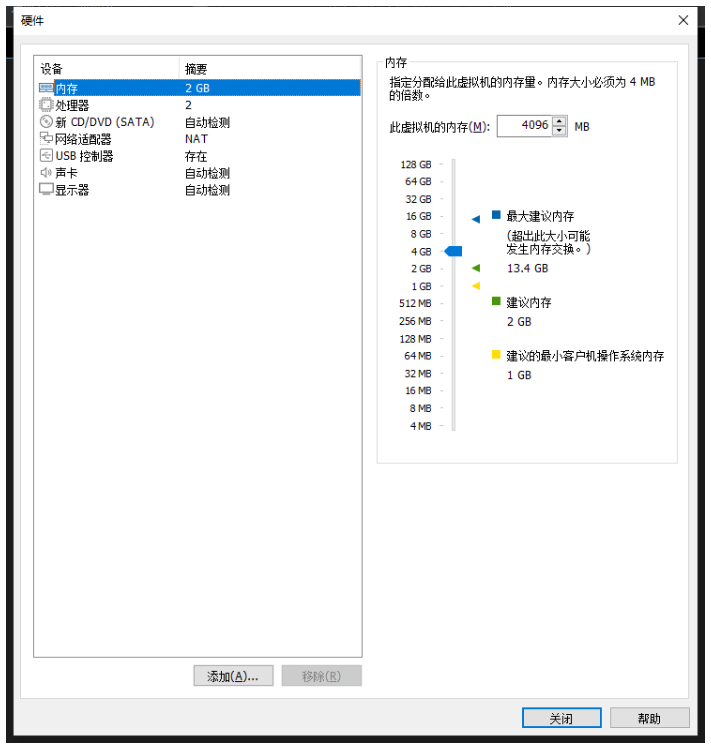 硬件
设备 摘要
内存 2 GB
处理器 2
新 CD/DVD (SATA) 自动检测
网络适配器 NAT
USB 控制器 存在
声卡 自动检测
显示器 自动检测
添加(A)...
移除(R)
内存
指定分配给此虚拟机的内存量。内存大小必须为 4 MB
的倍数。
此虚拟机的内存(M): 4096 MB
128 GB
64 GB
32 GB
16 GB
8 GB
4 GB
2 GB
1 GB
512 MB
256 MB
128 MB
64 MB
32 MB
16 MB
8 MB
4 MB
最大建议内存
(超出此大小可能
发生内存交换。)
13.4 GB
建议内存
2 GB
建议的最小客户机操作系统内存
1 GB
关闭
帮助